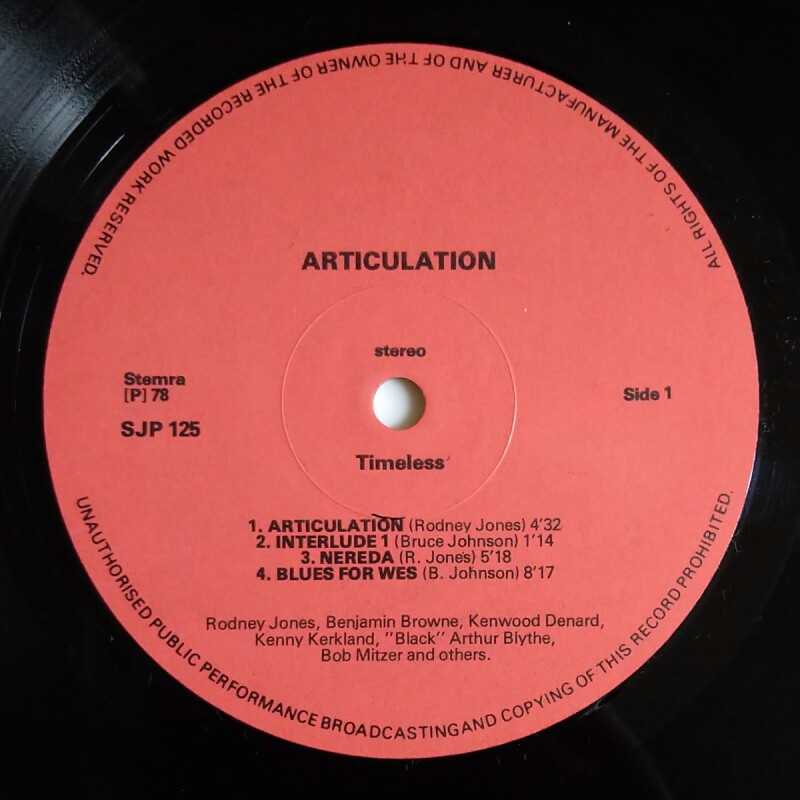 ALL RIGHTS OF THE MANUFACTURER AND OF THE OWNER OF THE RECORDED WORK RESERVED.
ARTICULATION
stereo
Stemra
[P] 78
SJP 125
Side 1
Timeless
1. ARTICULATION (Rodney Jones) 4'32
2. INTERLUDE 1 (Bruce Johnson) 1'14
3. NEREDA (R. Jones) 5'18
4. BLUES FOR WES (B. Johnson) 8'17
Rodney Jones, Benjamin Browne, Kenwood Denard,
Kenny Kerkland, "Black" Arthur Blythe,
Bob Mitzer and others.
UNAUTHORISED PUBLIC PERFORMANCE BROADCASTING AND COPYING OF THIS RECORD PROHIBITED.